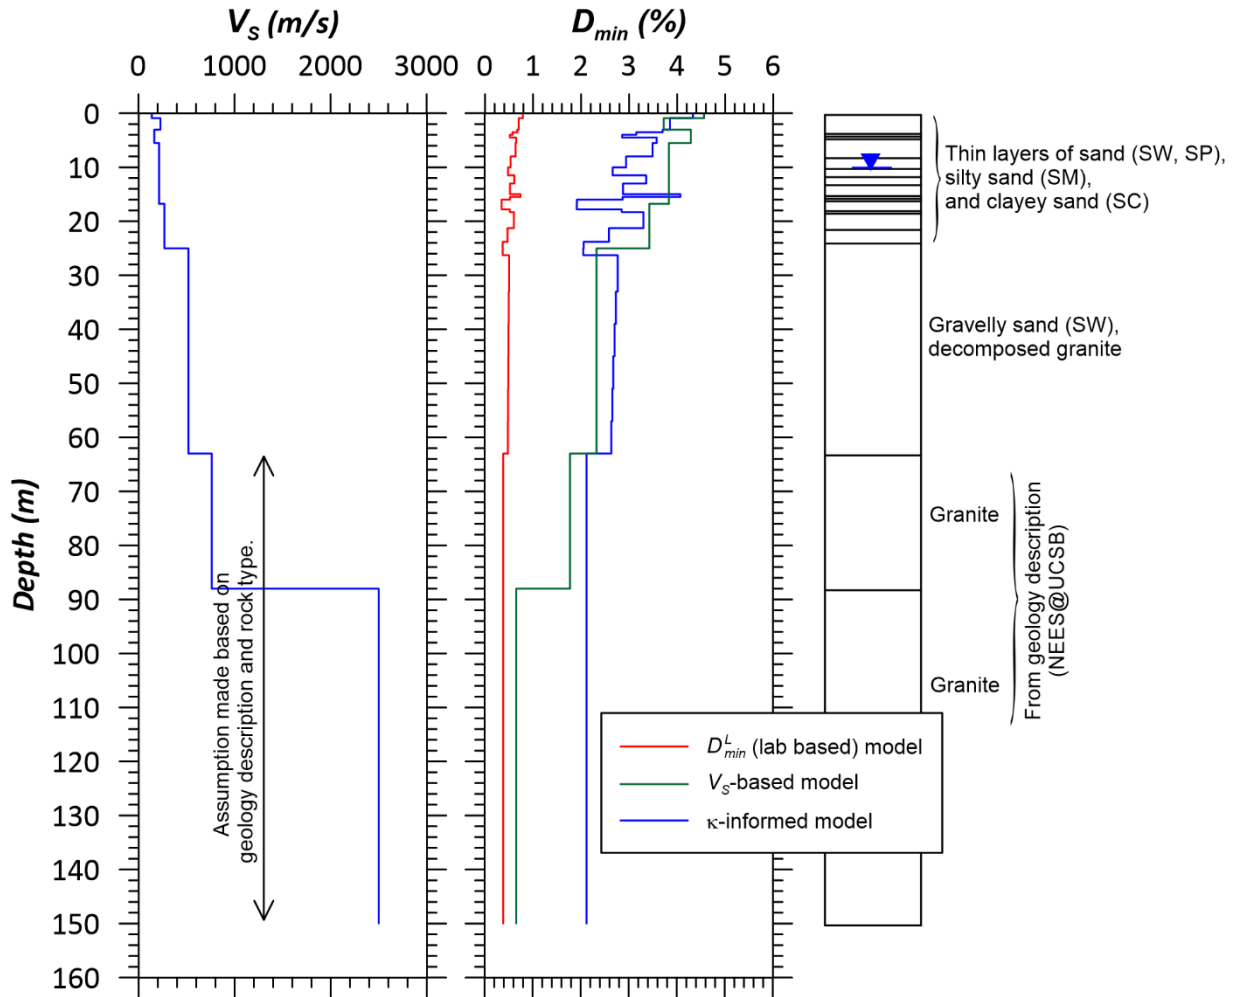 V_S (m/s)
D_min (%)
0 1000 2000 3000
0 1 2 3 4 5 6
Depth (m)
0
10
20
30
40
50
60
70
80
90
100
110
120
130
140
150
160
Assumption made based on
geology description and rock type.
Thin layers of sand (SW, SP),
silty sand (SM),
and clayey sand (SC)
Gravelly sand (SW),
decomposed granite
Granite
Granite
From geology description
(NEES@UCSB)
D^L_min (lab based) model
V_S-based model
κ-informed model